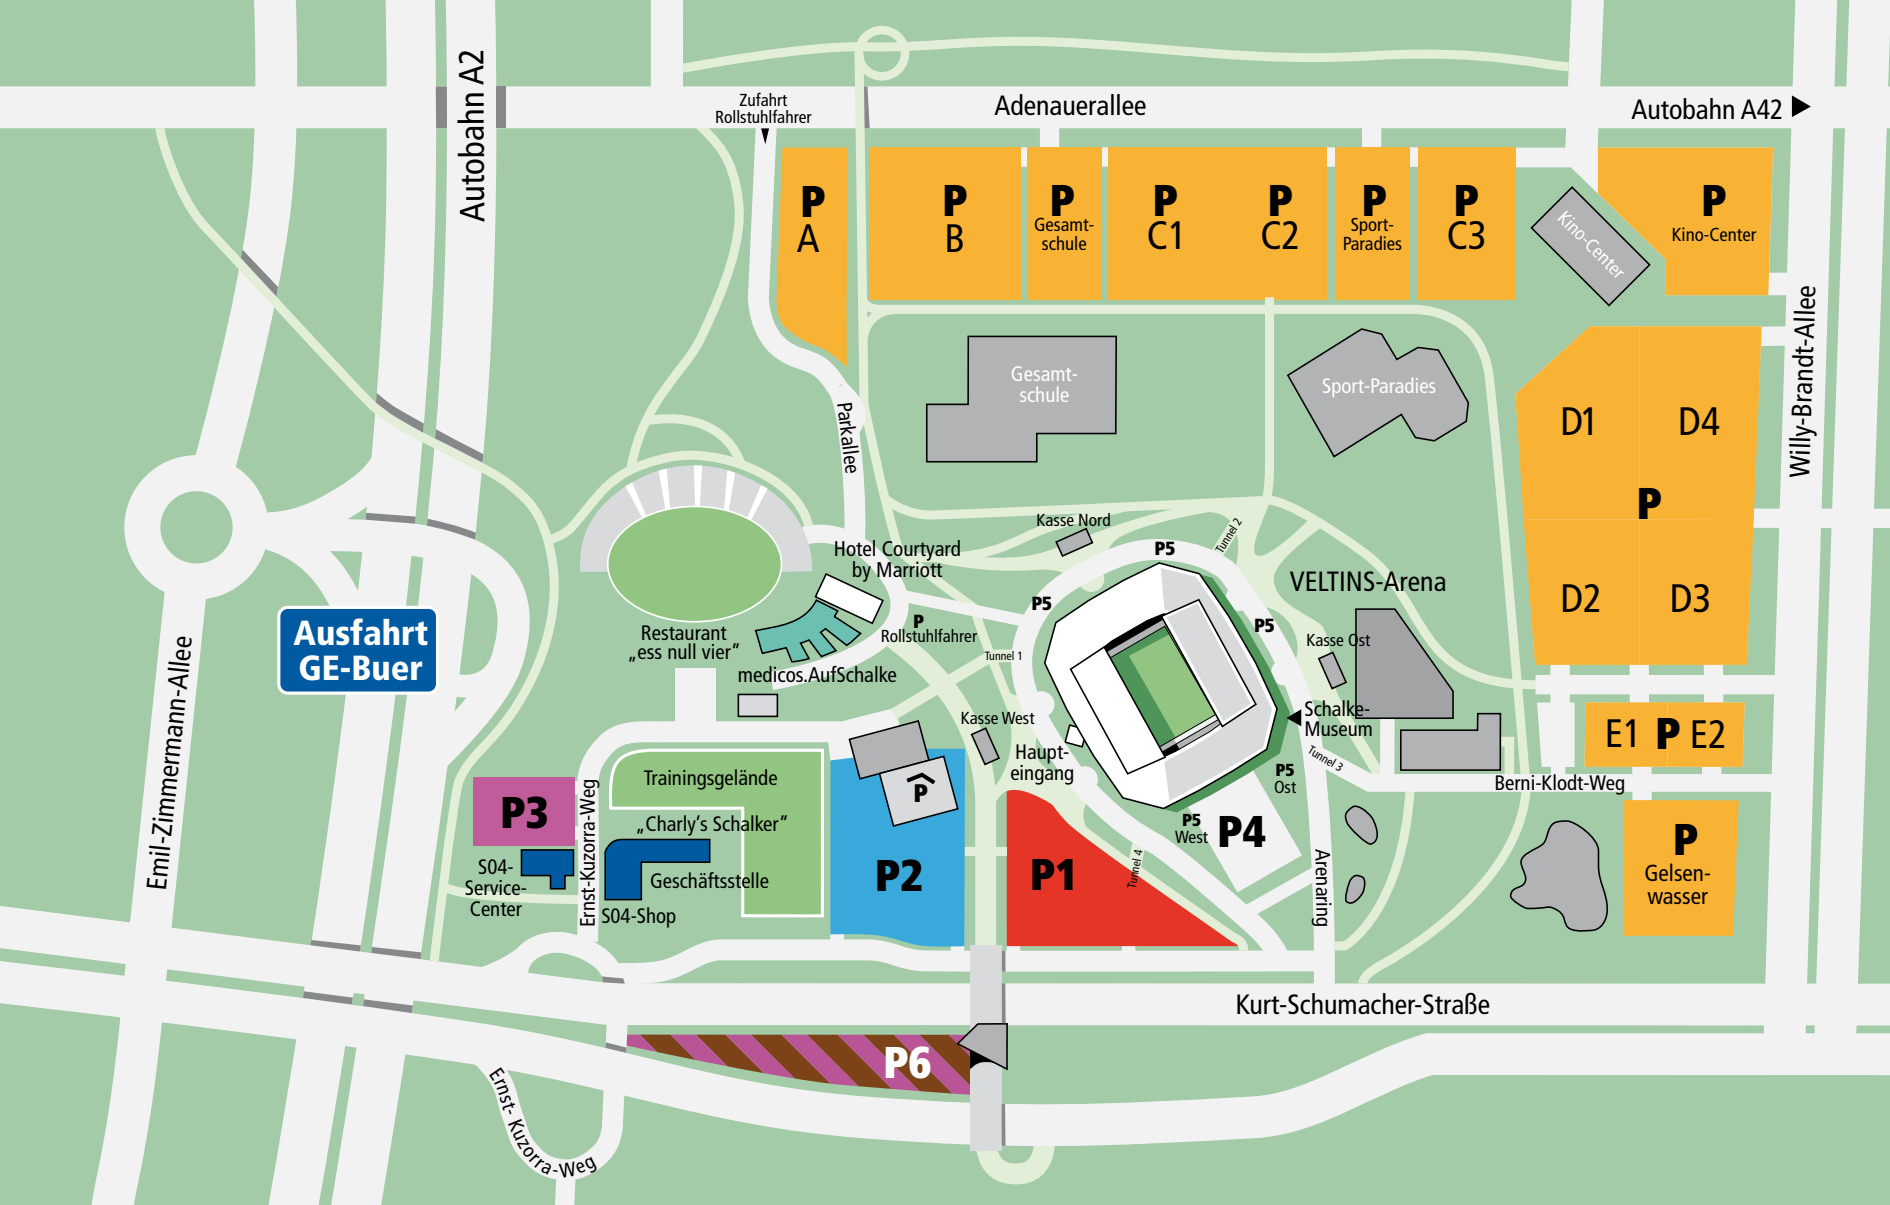 Autobahn A2
Zufahrt
Rollstuhlfahrer
Adenauerallee
Autobahn A42
P
A
P
B
P
Gesamt-
schule
P
C1
P
C2
P
Sport-
Paradies
P
C3
Kino-Center
P
Kino-Center
Willy-Brandt-Allee
Gesamt-
schule
Sport-Paradies
Parkallee
D1
D4
P
D2
D3
Kasse Nord
Tunnel 2
P5
Hotel Courtyard
by Marriott
VELTINS-Arena
P5
P5
P
Rollstuhlfahrer
Restaurant
„ess null vier“
Kasse Ost
Tunnel 1
medicos.AufSchalke
Ausfahrt
GE-Buer
Emil-Zimmermann-Allee
Kasse West
Schalke-
Museum
Haupt-
eingang
Tunnel 3
P5
Ost
E1
P
E2
Berni-Klodt-Weg
Trainingsgelände
P
P3
Ernst-Kuzorra-Weg
„Charly's Schalker“
P5
West
P4
S04-
Service-
Center
Geschäftsstelle
S04-Shop
P2
P1
Tunnel 4
Arenaring
P
Gelsen-
wasser
Kurt-Schumacher-Straße
P6
Ernst- Kuzorra-Weg